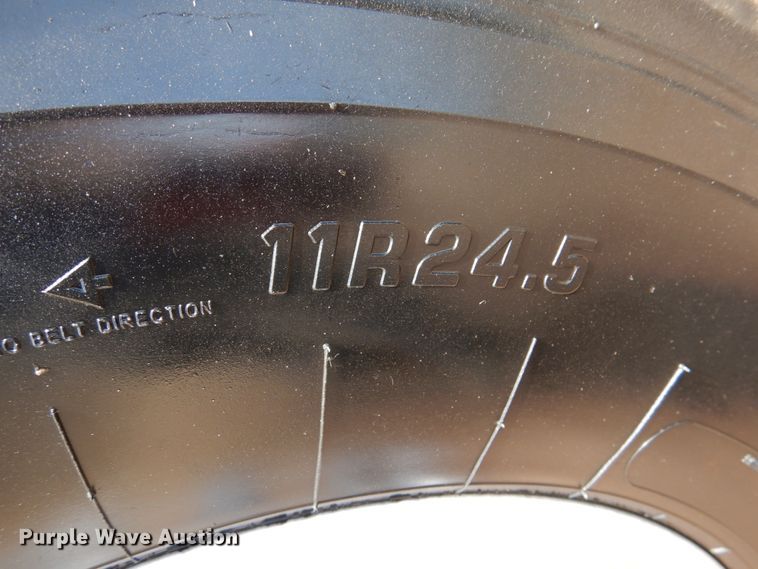 11R24.5
BELT DIRECTION
Purple Wave Auction